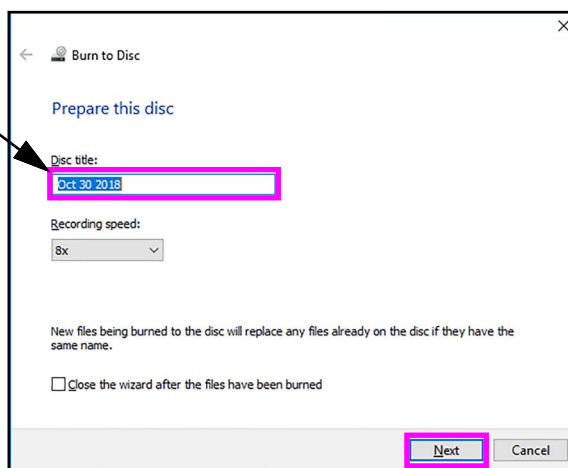 Burn to Disc
Prepare this disc
Disc title:
Oct 30 2018
Recording speed:
8x
New files being burned to the disc will replace any files already on the disc if they have the
same name.
Close the wizard after the files have been burned
Next
Cancel